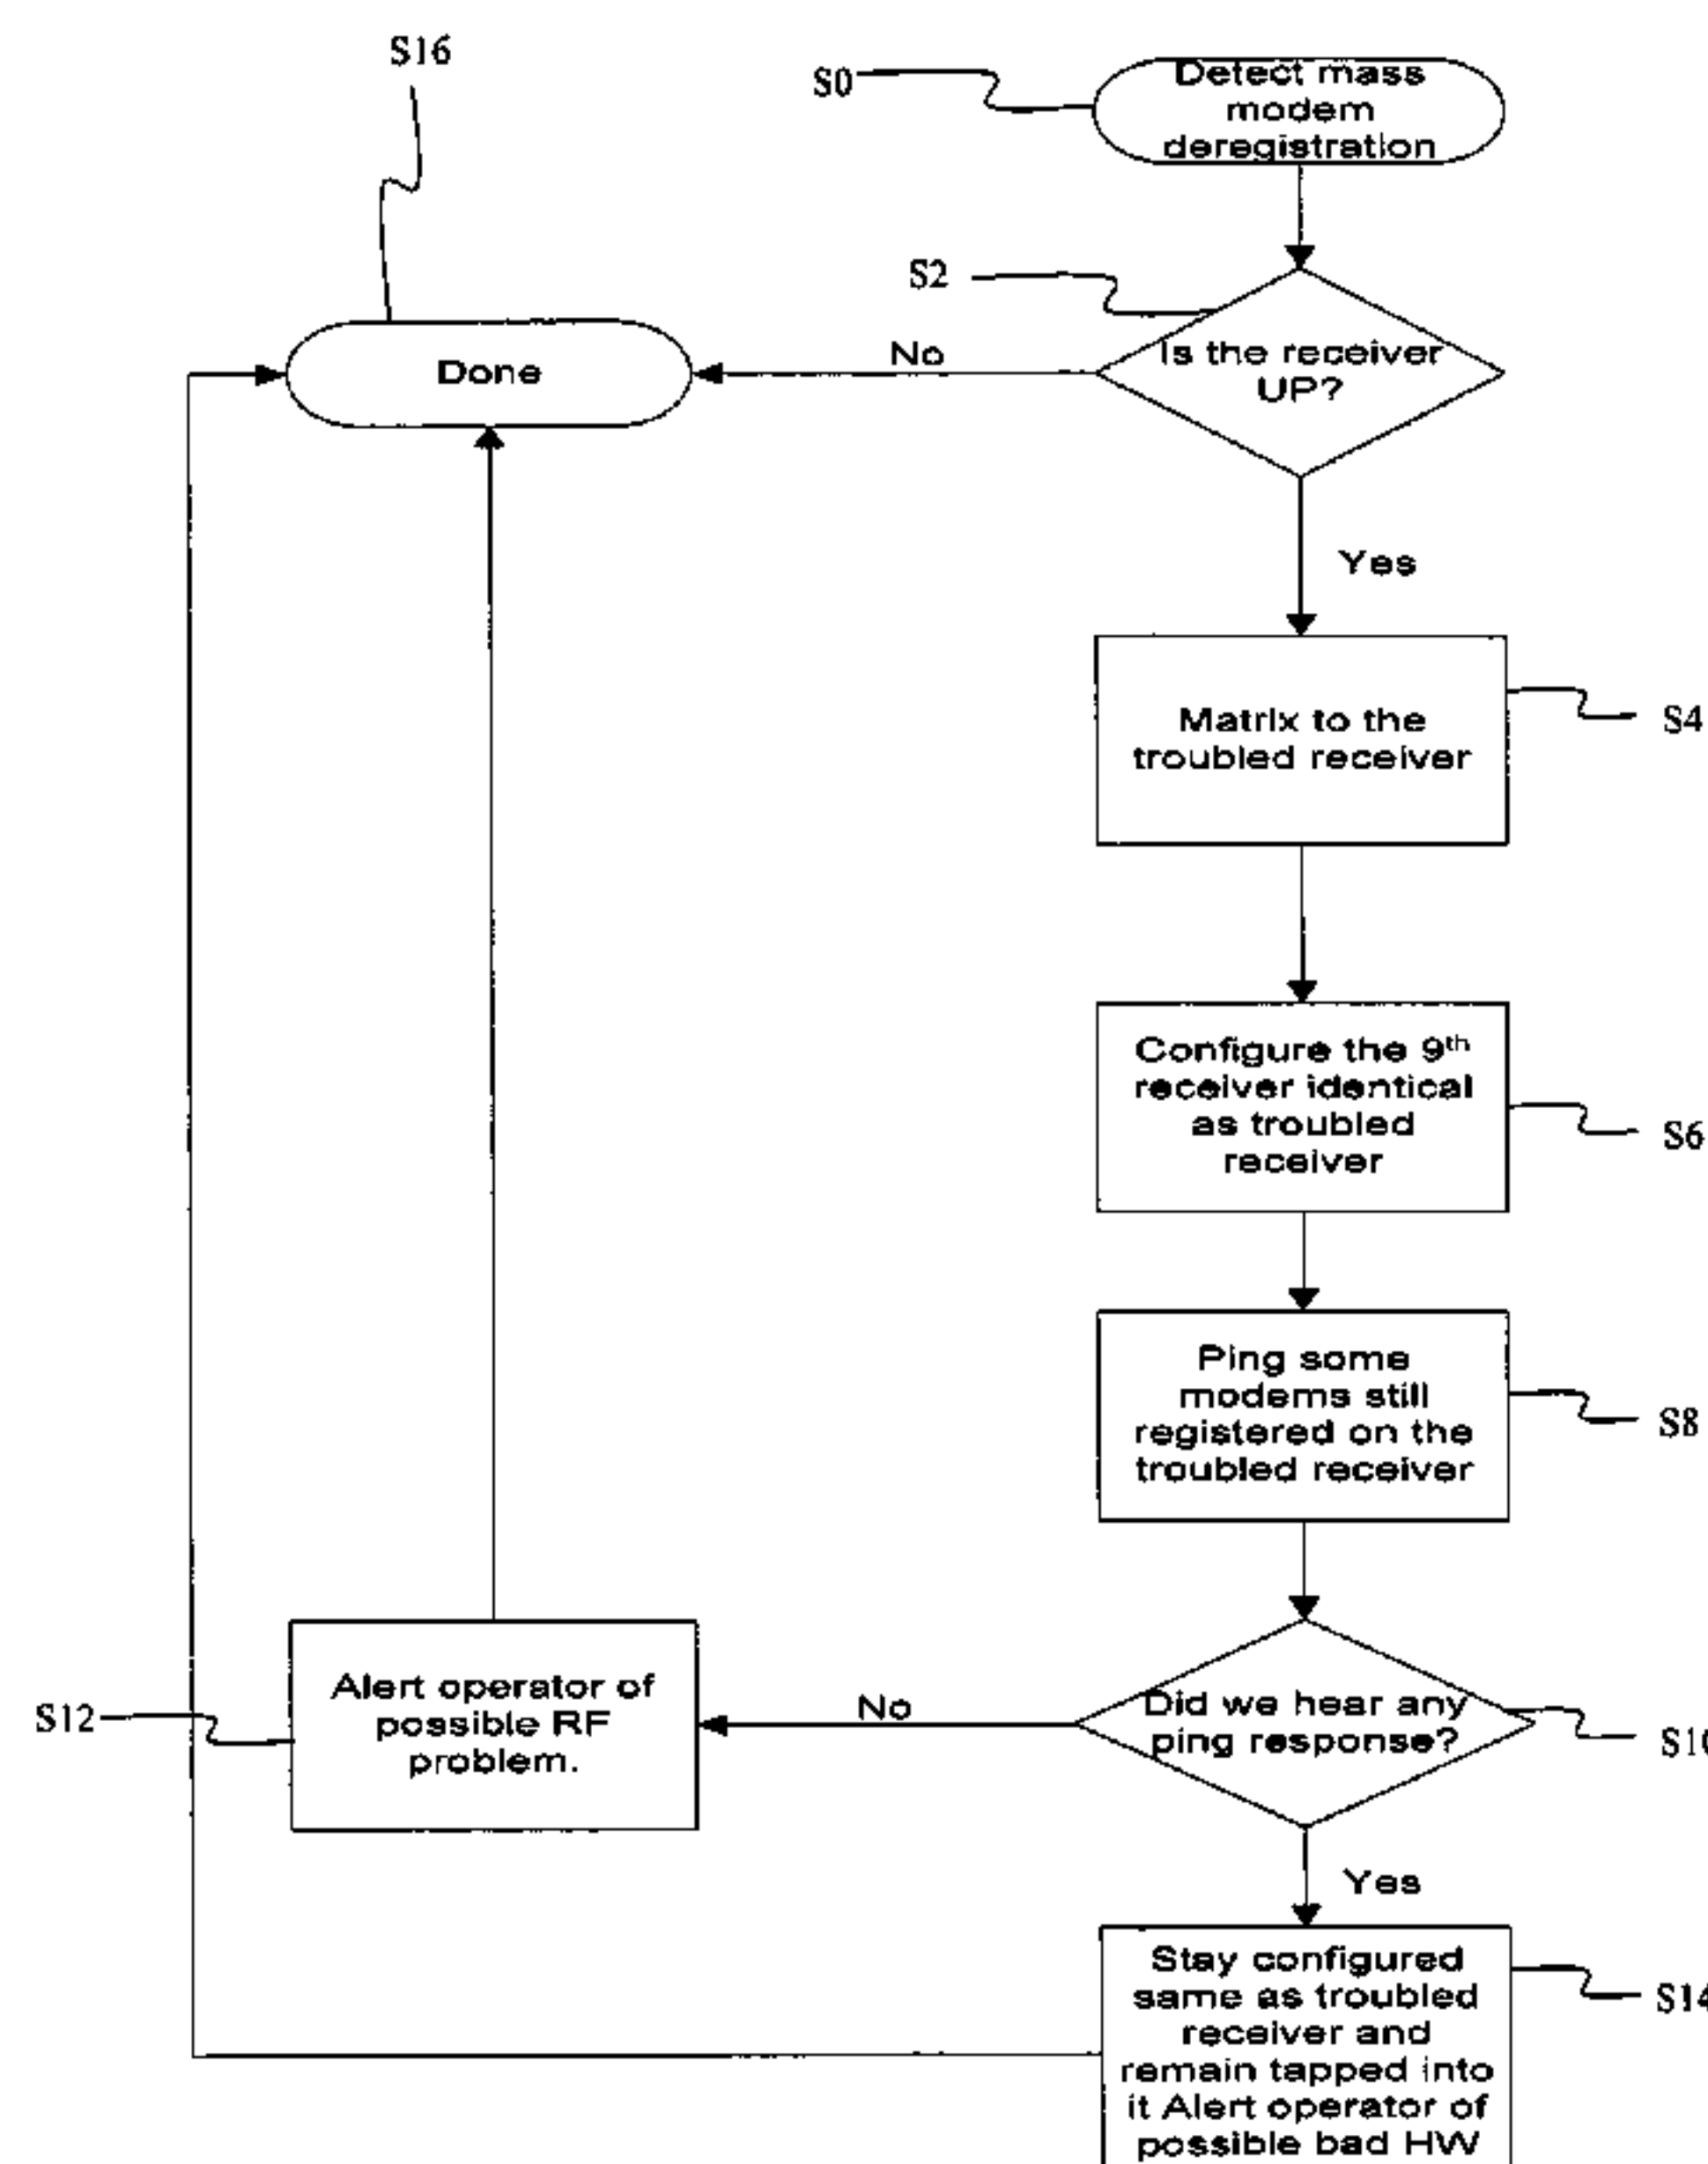 S16
S0
Detect mass
modem
deregistration
S2
Done
No
Is the receiver
UP?
Yes
Matrix to the
troubled receiver
S4
Configure the 9th
receiver identical
as troubled
receiver
S6
Ping some
modems still
registered on the
troubled receiver
S8
S12
Alert operator of
possible RF
problem.
No
Did we hear any
ping response?
S10
Yes
Stay configured
same as troubled
receiver and
remain tapped into
it Alert operator of
possible bad HW
S14